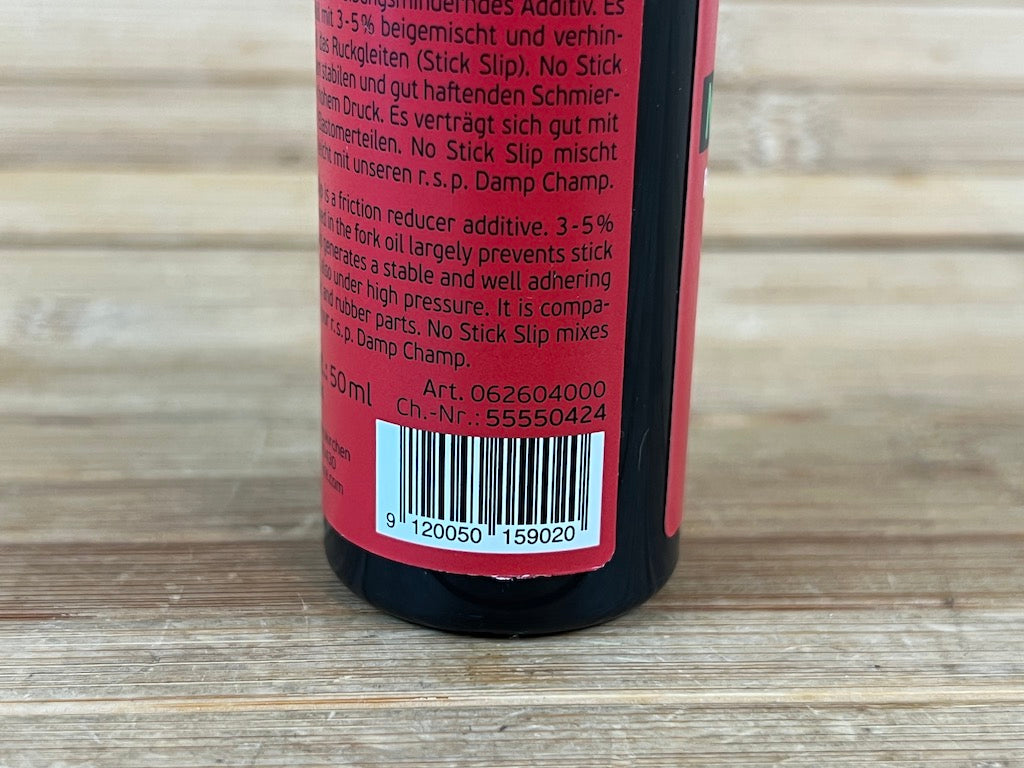 ndes Additiv. Es
mit 3-5% beigemischt und verhin-
das Ruckgleiten (Stick Slip). No Stick
stabilen und gut haftenden Schmier-
hohem Druck. Es verträgt sich gut mit
Elastomerteilen. No Stick Slip mischt
mit unseren r.s.p. Damp Champ.
is a friction reducer additive. 3-5%
in the fork oil largely prevents stick
generates a stable and well adhering
also under high pressure. It is compa-
and rubber parts. No Stick Slip mixes
r.s.p. Damp Champ.
50 ml
Art. 062604000
Ch.-Nr.: 55550424
9 120050 159020